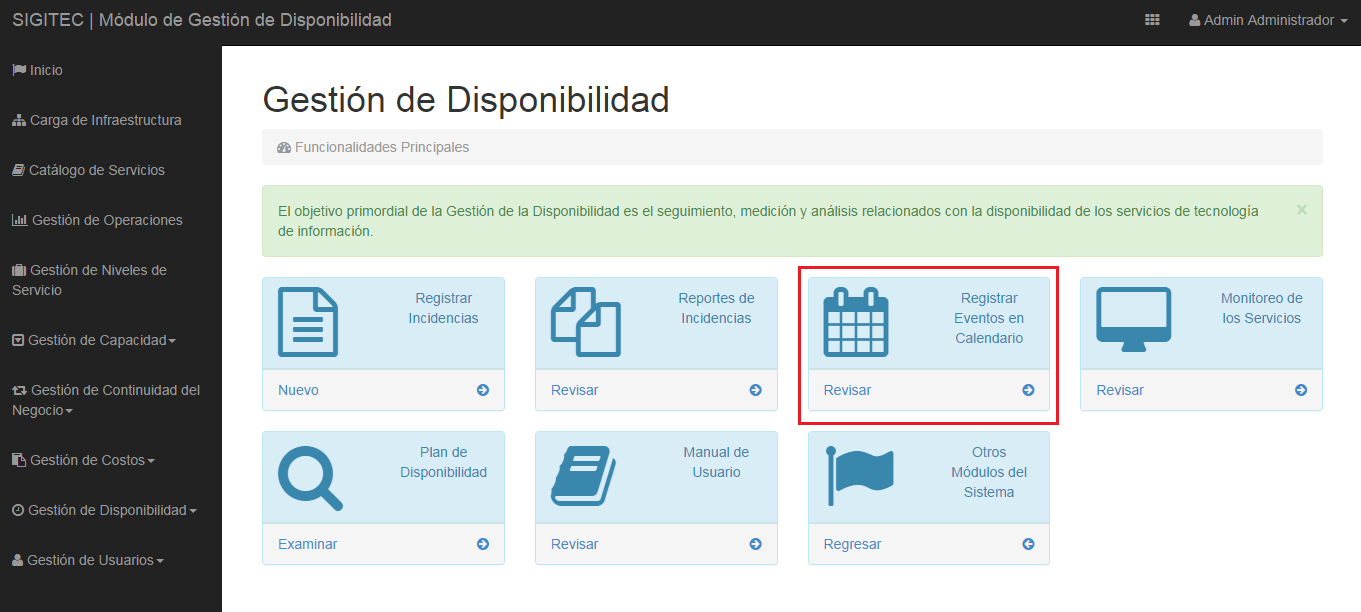 SIGITEC | Módulo de Gestión de Disponibilidad
Admin Administrador
Inicio
Carga de Infraestructura
Catálogo de Servicios
Gestión de Operaciones
Gestión de Niveles de
Servicio
Gestión de Capacidad
Gestión de Continuidad del
Negocio
Gestión de Costos
Gestión de Disponibilidad
Gestión de Usuarios
Gestión de Disponibilidad
Funcionalidades Principales
El objetivo primordial de la Gestión de la Disponibilidad es el seguimiento, medición y análisis relacionados con la disponibilidad de los servicios de tecnología
de información.
×
Registrar
Incidencias
Nuevo
Reportes de
Incidencias
Revisar
Registrar
Eventos en
Calendario
Revisar
Monitoreo de
los Servicios
Revisar
Plan de
Disponibilidad
Examinar
Manual de
Usuario
Revisar
Otros
Módulos del
Sistema
Regresar